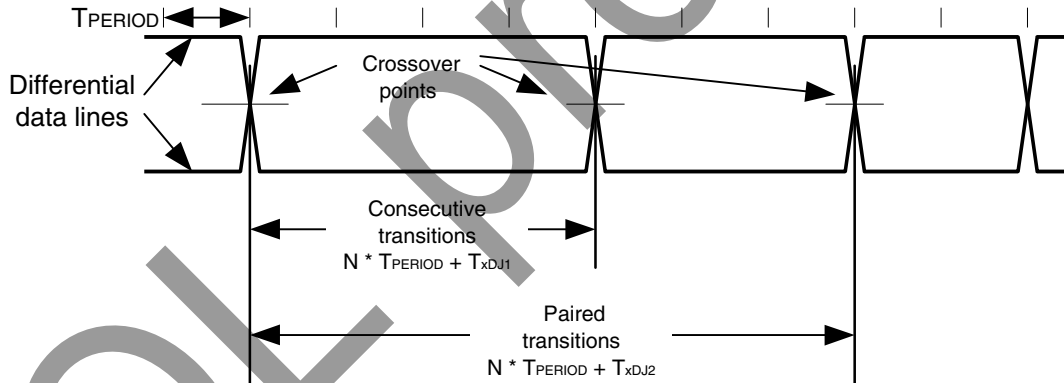 TPERIOD
Differential
data lines
Crossover
points
Consecutive
transitions
N * TPERIOD + TxDJ1
Paired
transitions
N * TPERIOD + TxDJ2